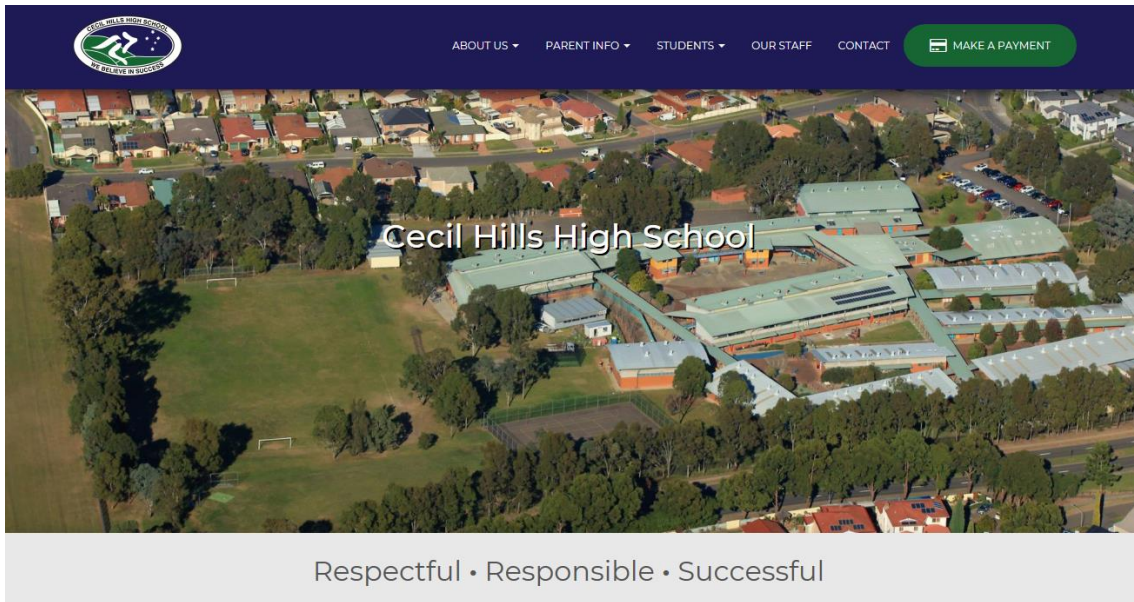 CECIL HILLS HIGH SCHOOL
WE BELIEVE IN SUCCESS
ABOUT US
PARENT INFO
STUDENTS
OUR STAFF
CONTACT
MAKE A PAYMENT
Cecil Hills High School
Respectful • Responsible • Successful